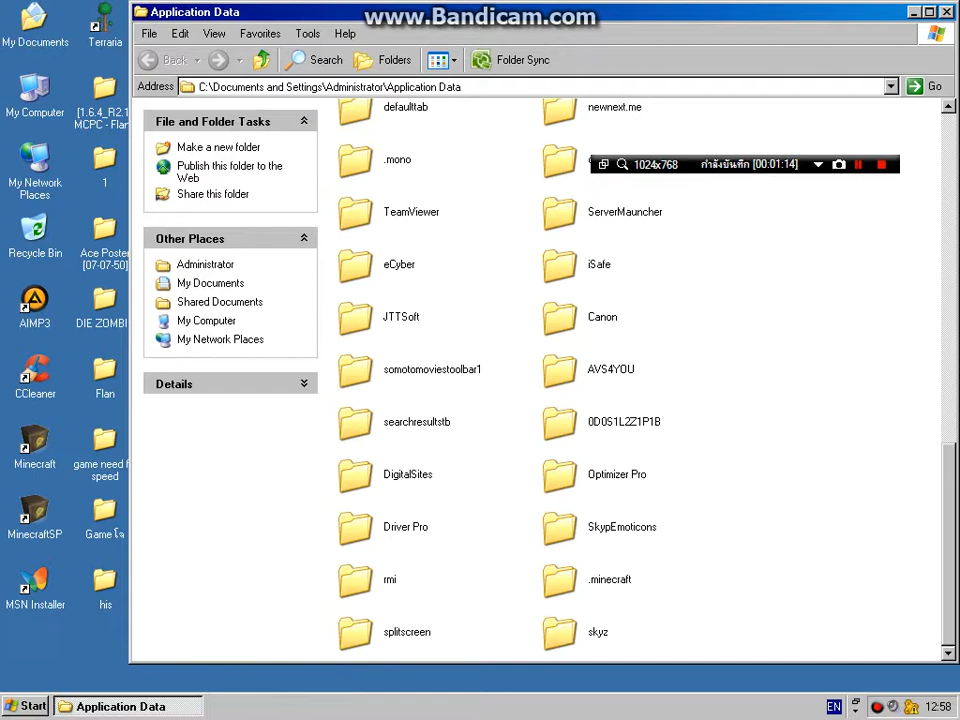 Application Data
www.Bandicam.com
File Edit View Favorites Tools Help
Back Search Folders Folder Sync
Address C:\Documents and Settings\Administrator\Application Data Go
My Documents
Terraria
My Computer
[1.6.4_R2.1
MCPC - Flan
My Network
Places
1
Recycle Bin
Ace Poster
[07-07-50]
AIMP3
DIE ZOMBI
CCleaner
Flan
Minecraft
game need f
speed
MinecraftSP
Game โจ
MSN Installer
his
File and Folder Tasks
Make a new folder
Publish this folder to the
Web
Share this folder
Other Places
Administrator
My Documents
Shared Documents
My Computer
My Network Places
Details
defaulttab
newnext.me
.mono
1024x768 กำลังบันทึก [00:01:14]
TeamViewer
ServerMauncher
eCyber
iSafe
JTTSoft
Canon
somotomoviestoolbar1
AVS4YOU
searchresultstb
0D0S1L2Z1P1B
DigitalSites
Optimizer Pro
Driver Pro
SkypEmoticons
rmi
.minecraft
splitscreen
skyz
Start Application Data EN 12:58